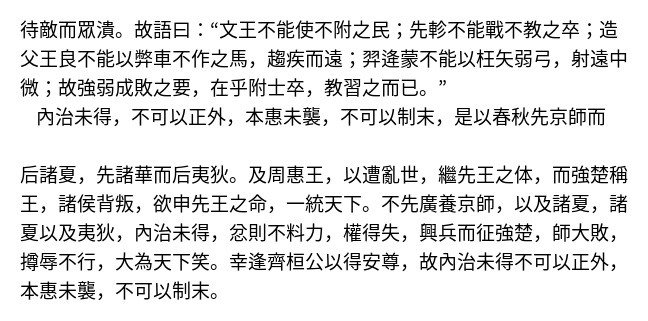 待敵而眾潰。故語曰：“文王不能使不附之民；先軫不能戰不教之卒；造
父王良不能以弊車不作之馬，趨疾而遠；羿逄蒙不能以枉矢弱弓，射遠中
微；故強弱成敗之要，在乎附士卒，教習之而已。”
內治未得，不可以正外，本惠未襲，不可以制末，是以春秋先京師而
后諸夏，先諸華而后夷狄。及周惠王，以遭亂世，繼先王之体，而強楚稱
王，諸侯背叛，欲申先王之命，一統天下。不先廣養京師，以及諸夏，諸
夏以及夷狄，內治未得，忿則不料力，權得失，興兵而征強楚，師大敗，
撙辱不行，大為天下笑。幸逢齊桓公以得安尊，故內治未得不可以正外，
本惠未襲，不可以制末。